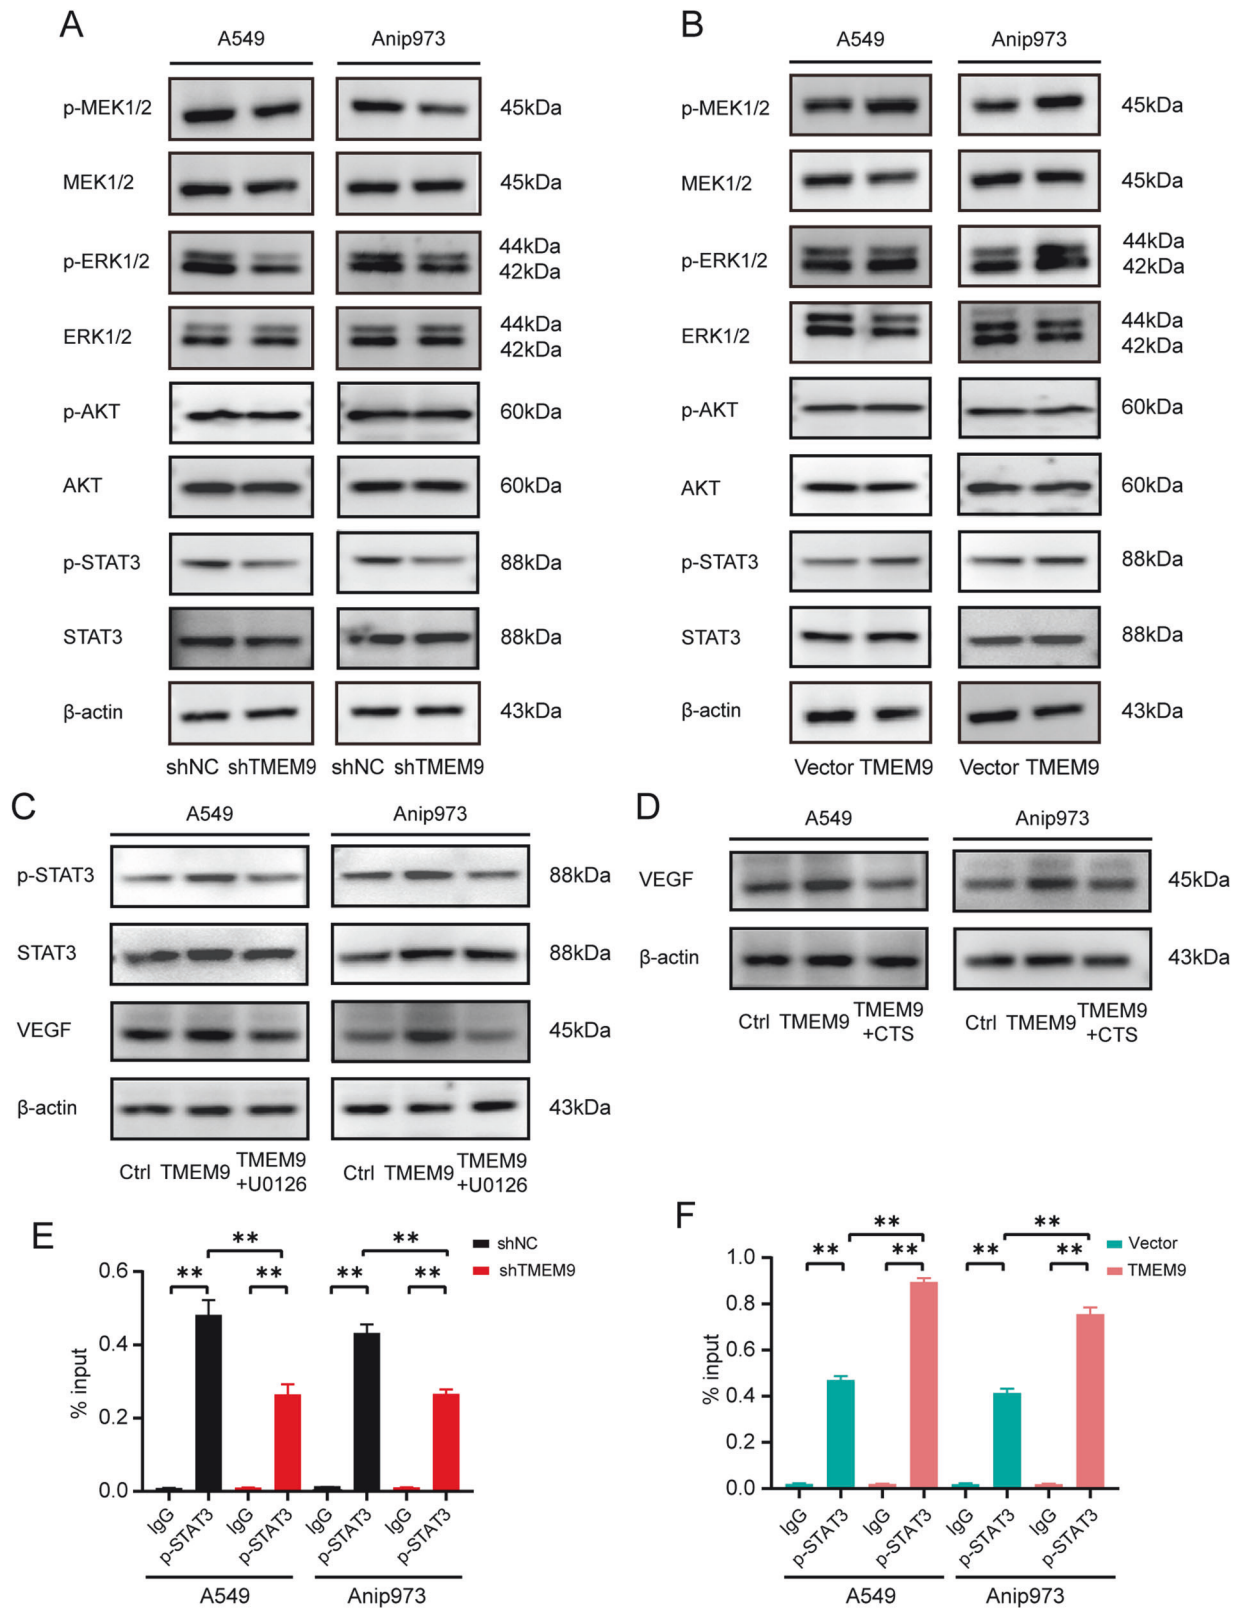 A
A549 Anip973
p-MEK1/2 45kDa
MEK1/2 45kDa
p-ERK1/2 44kDa
42kDa
ERK1/2 44kDa
42kDa
p-AKT 60kDa
AKT 60kDa
p-STAT3 88kDa
STAT3 88kDa
β-actin 43kDa
shNC shTMEM9 shNC shTMEM9
B
A549 Anip973
p-MEK1/2 45kDa
MEK1/2 45kDa
p-ERK1/2 44kDa
42kDa
ERK1/2 44kDa
42kDa
p-AKT 60kDa
AKT 60kDa
p-STAT3 88kDa
STAT3 88kDa
β-actin 43kDa
Vector TMEM9 Vector TMEM9
C
A549 Anip973
p-STAT3 88kDa
STAT3 88kDa
VEGF 45kDa
β-actin 43kDa
Ctrl TMEM9 TMEM9 +U0126 Ctrl TMEM9 TMEM9 +U0126
D
A549 Anip973
VEGF 45kDa
β-actin 43kDa
Ctrl TMEM9 TMEM9 +CTS Ctrl TMEM9 TMEM9 +CTS
E
shNC
shTMEM9
** **
** ** ** **
% input
0.6
0.4
0.2
0.0
IgG p-STAT3 IgG p-STAT3 IgG p-STAT3 IgG p-STAT3
A549 Anip973
F
Vector
TMEM9
** **
** ** ** **
% input
1.0
0.8
0.6
0.4
0.2
0.0
IgG p-STAT3 IgG p-STAT3 IgG p-STAT3 IgG p-STAT3
A549 Anip973